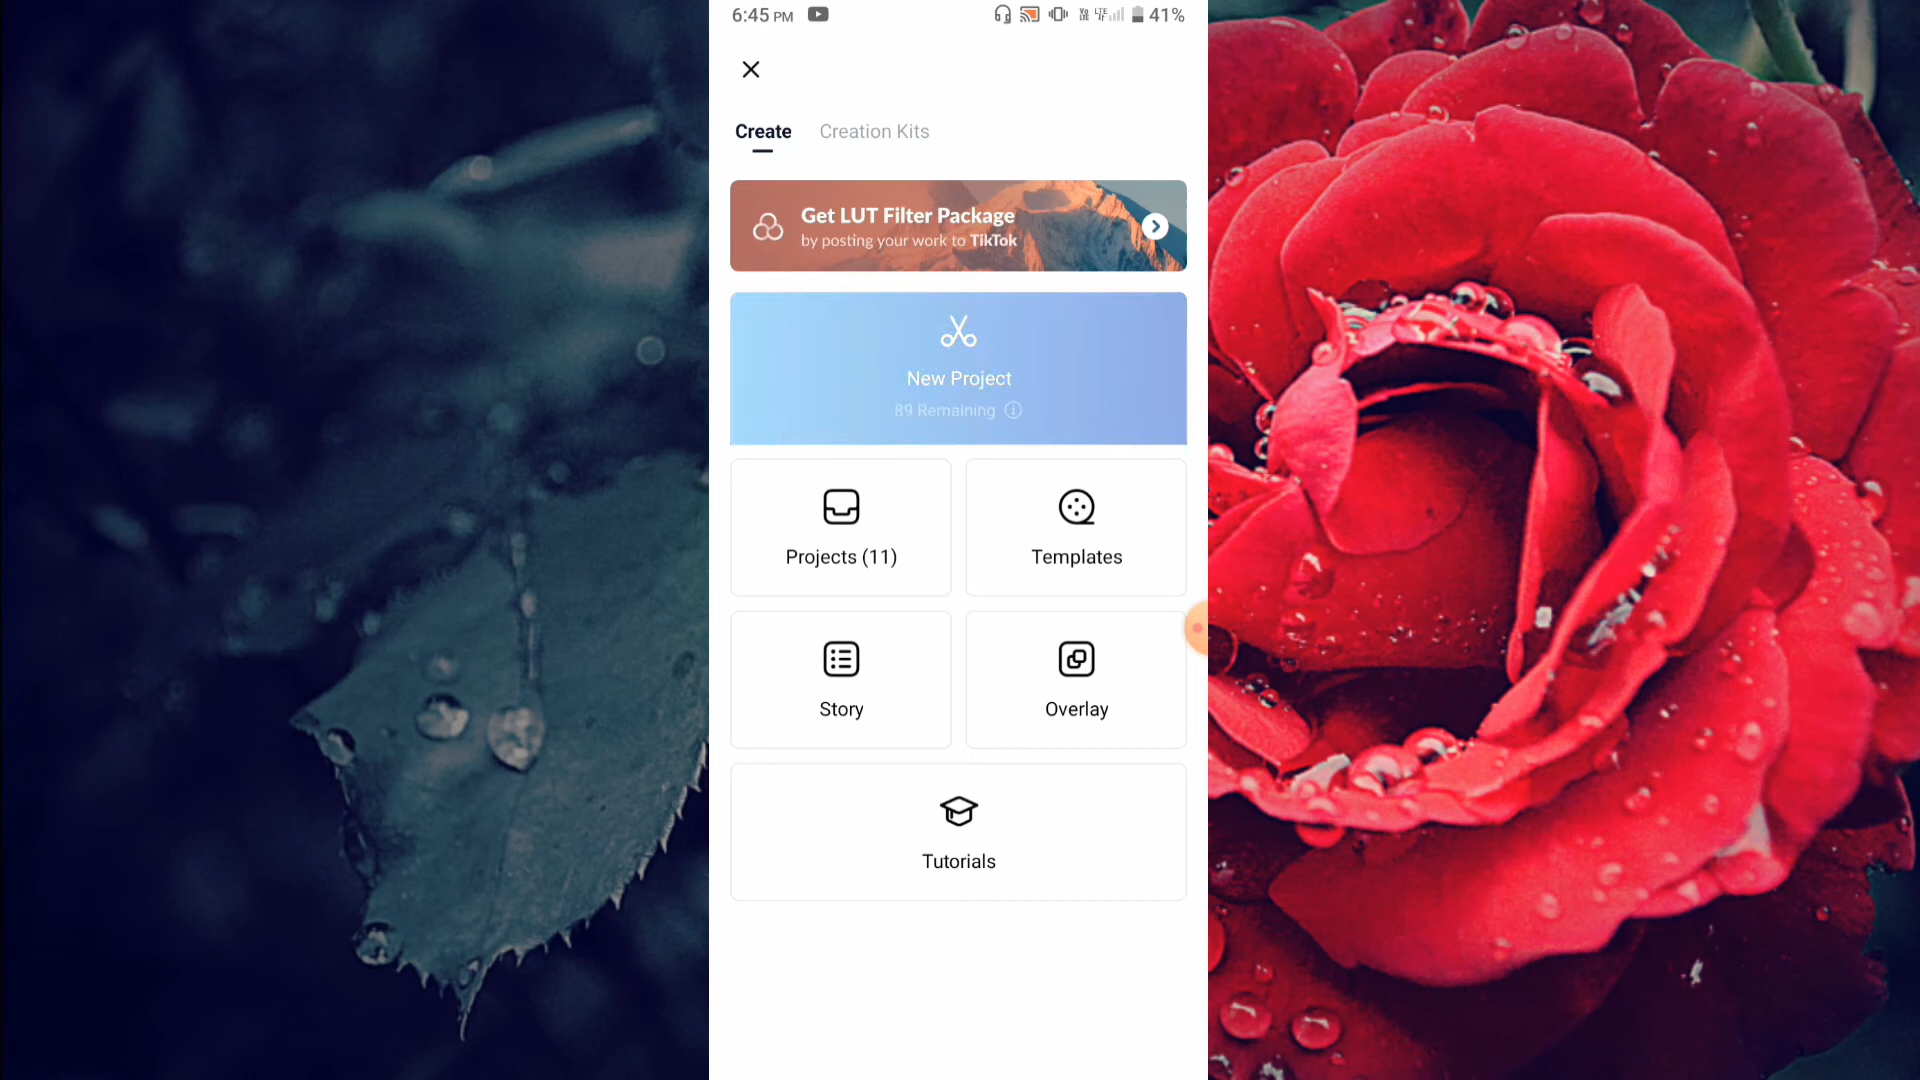 6:45 PM
41%
Create
Creation Kits
Get LUT Filter Package
by posting your work to TikTok
New Project
89 Remaining
Projects (11)
Templates
Story
Overlay
Tutorials